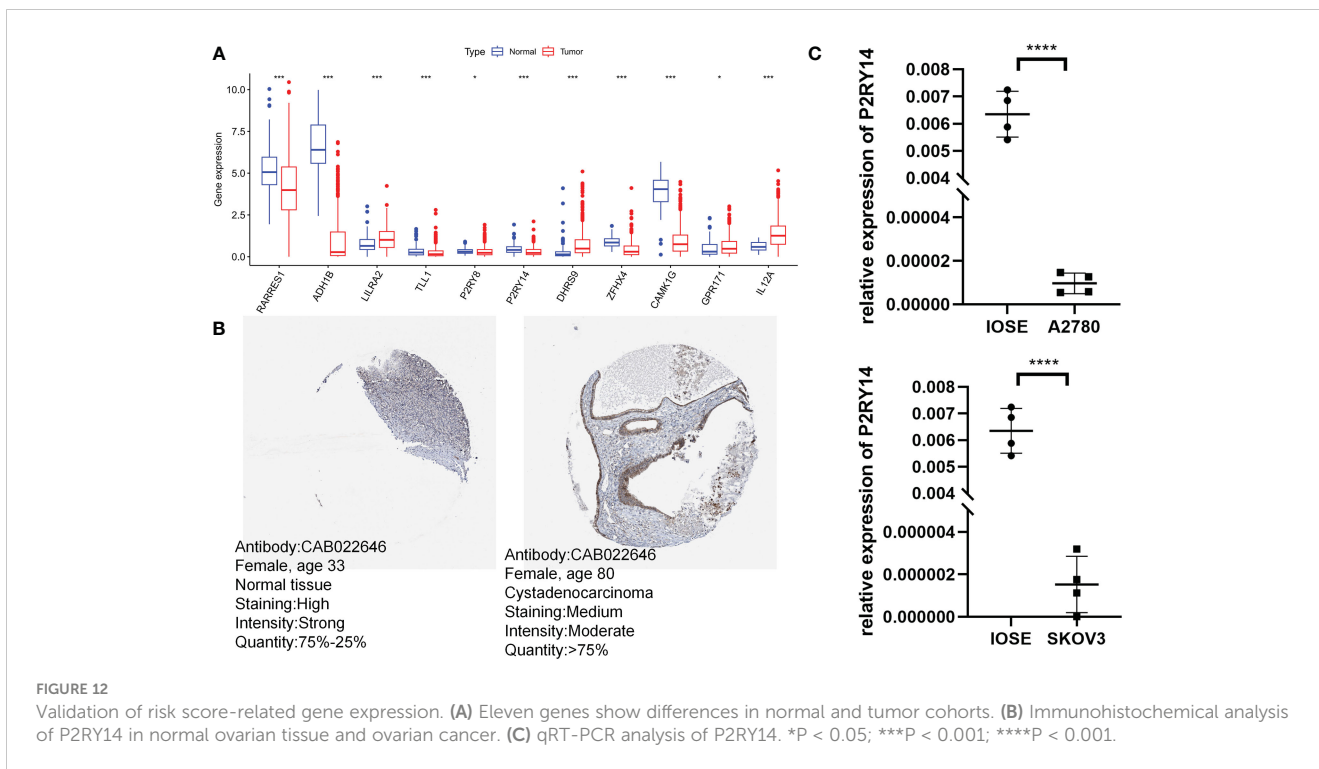 A
Type Normal Tumor
*** *** *** *** * *** *** *** *** * ***
Gene expression
10.0
7.5
5.0
2.5
0.0
RARRES1 ADH1B LILRA2 TLL1 P2RY8 P2RY14 DHRS9 ZFHX4 CAMK1G GPR171 IL12A
B
Antibody:CAB022646
Female, age 33
Normal tissue
Staining:High
Intensity:Strong
Quantity:75%-25%
Antibody:CAB022646
Female, age 80
Cystadenocarcinoma
Staining:Medium
Intensity:Moderate
Quantity:>75%
C
****
relative expression of P2RY14
0.008
0.007
0.006
0.005
0.004
0.00004
0.00002
0.00000
IOSE A2780
****
relative expression of P2RY14
0.008
0.007
0.006
0.005
0.004
0.000004
0.000002
0.000000
IOSE SKOV3
FIGURE 12
Validation of risk score-related gene expression. (A) Eleven genes show differences in normal and tumor cohorts. (B) Immunohistochemical analysis
of P2RY14 in normal ovarian tissue and ovarian cancer. (C) qRT-PCR analysis of P2RY14. *P < 0.05; ***P < 0.001; ****P < 0.001.